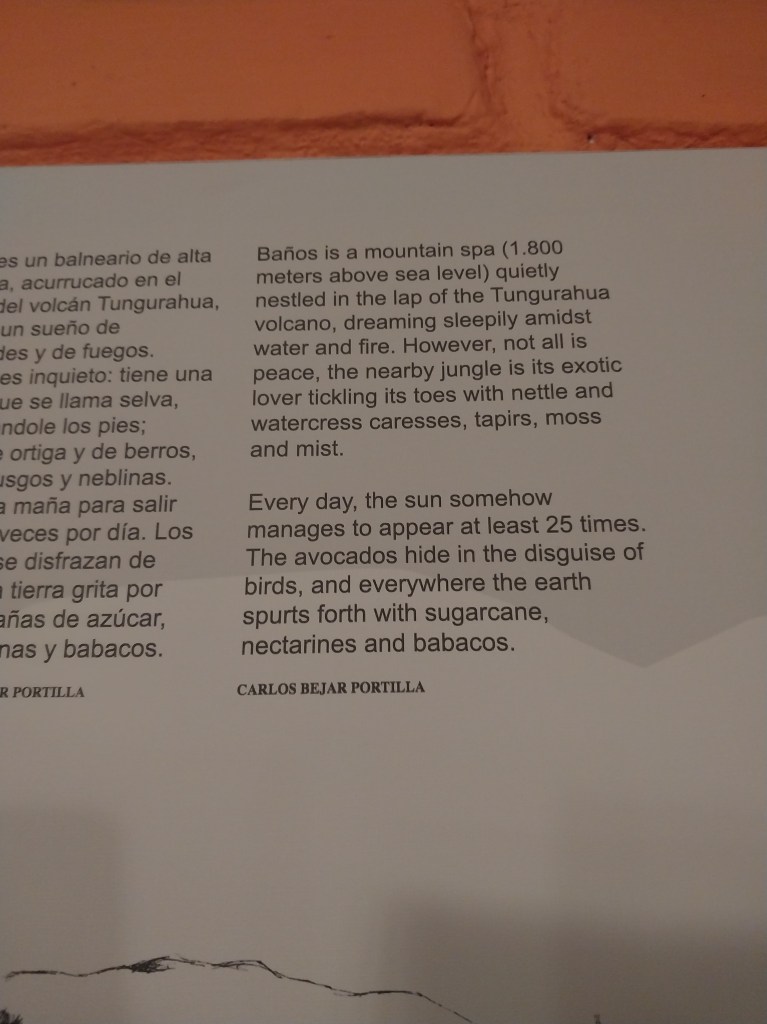 es un balneario de alta
acurrucado en el
del volcán Tungurahua,
un sueño de
y de fuegos.
es inquieto: tiene una
se llama selva,
los pies;
ortiga y de berros,
y neblinas.
maña para salir
veces por día. Los
se disfrazan de
tierra grita por
de azúcar,
y babacos.
PORTILLA
Baños is a mountain spa (1.800
meters above sea level) quietly
nestled in the lap of the Tungurahua
volcano, dreaming sleepily amidst
water and fire. However, not all is
peace, the nearby jungle is its exotic
lover tickling its toes with nettle and
watercress caresses, tapirs, moss
and mist.
Every day, the sun somehow
manages to appear at least 25 times.
The avocados hide in the disguise of
birds, and everywhere the earth
spurts forth with sugarcane,
nectarines and babacos.
CARLOS BEJAR PORTILLA